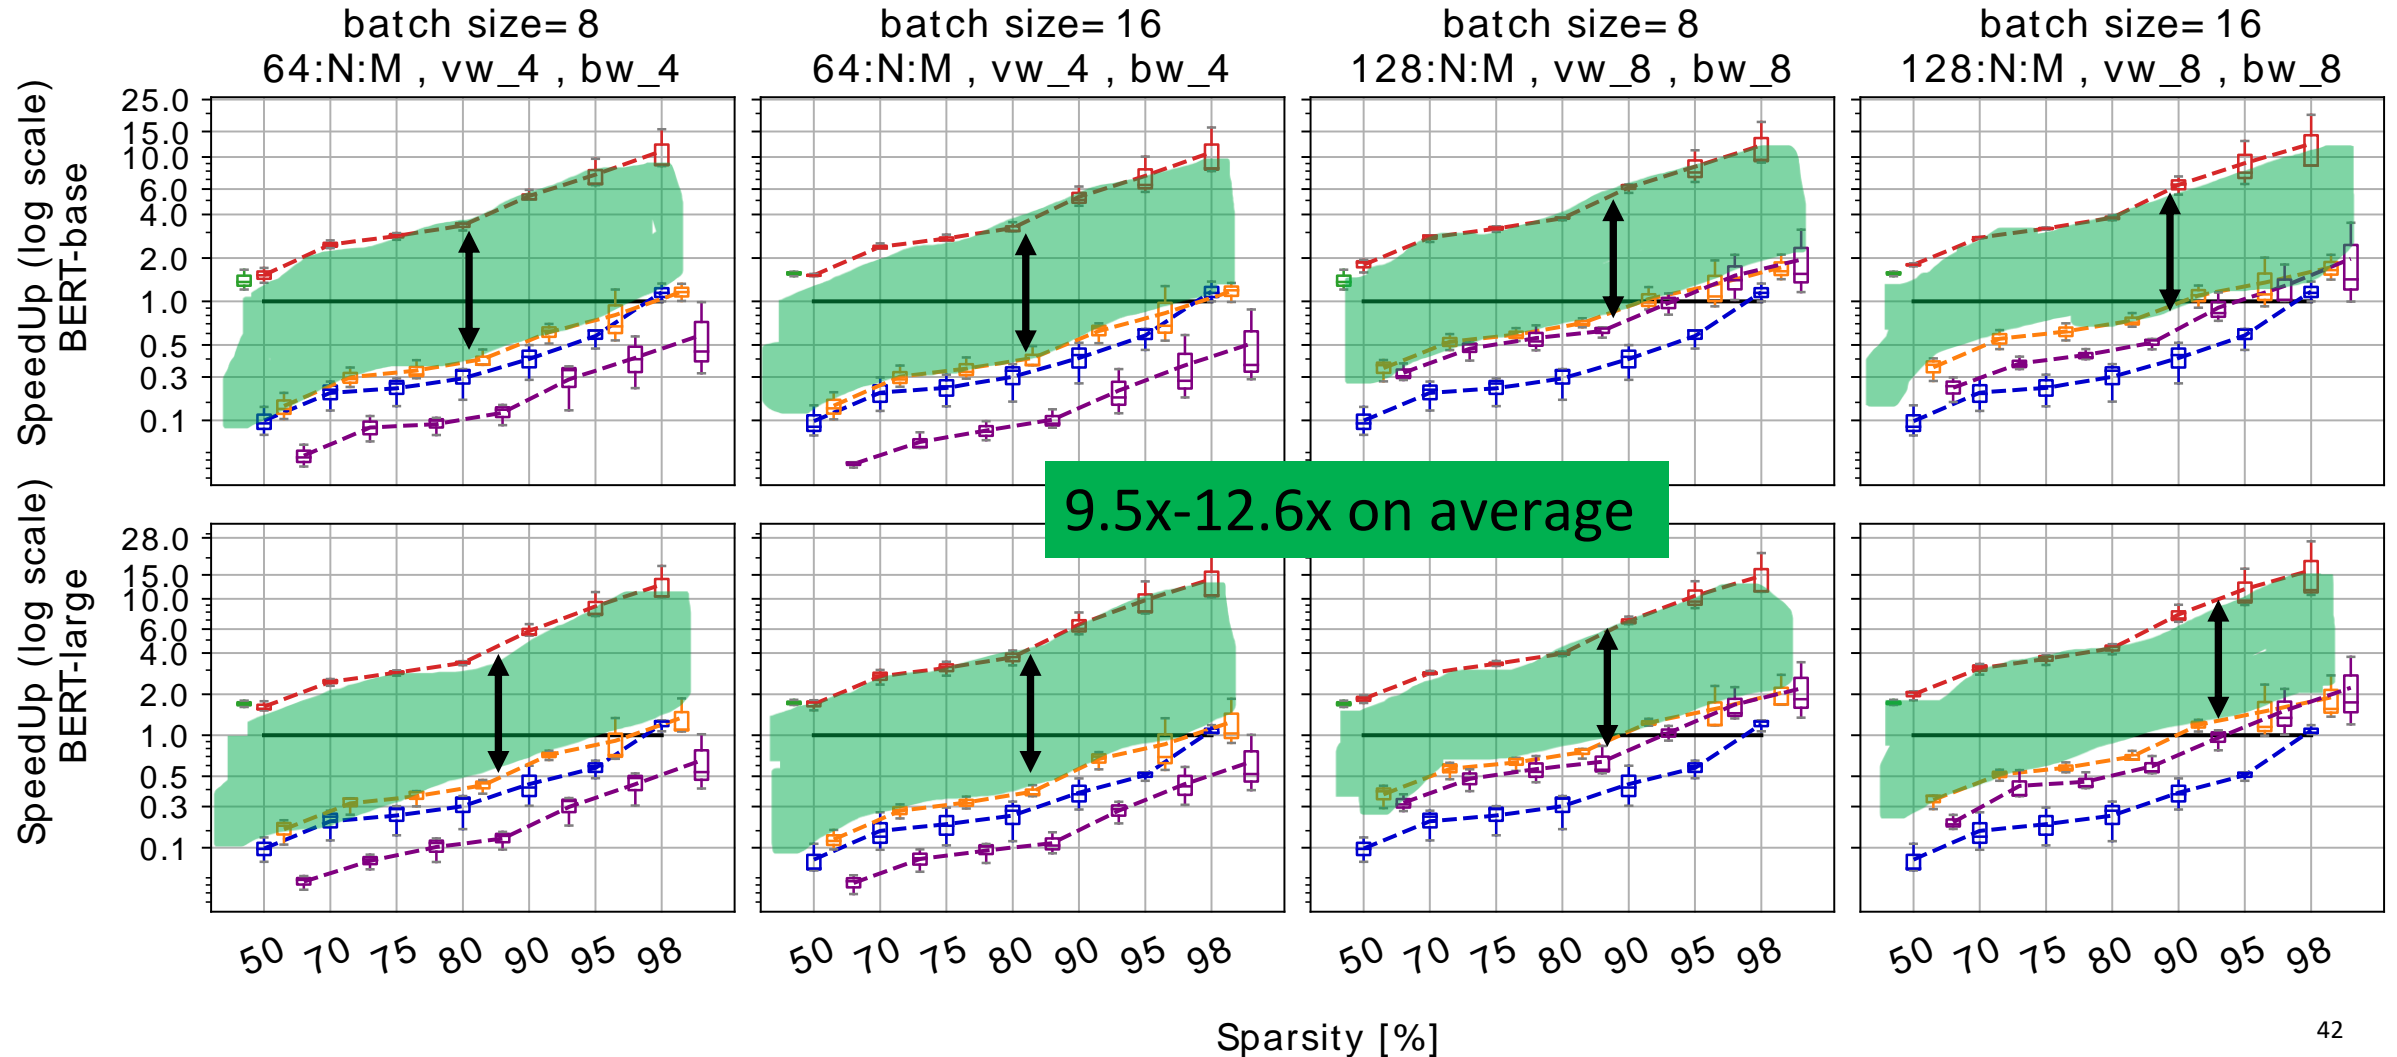 batch size= 8
64:N:M , vw_4 , bw_4
batch size= 16
64:N:M , vw_4 , bw_4
batch size= 8
128:N:M , vw_8 , bw_8
batch size= 16
128:N:M , vw_8 , bw_8
SpeedUp (log scale)
BERT-base
25.0
15.0
10.0
6.0
4.0
2.0
1.0
0.5
0.3
0.1
9.5x-12.6x on average
SpeedUp (log scale)
BERT-large
28.0
15.0
10.0
6.0
4.0
2.0
1.0
0.5
0.3
0.1
50 70 75 80 90 95 98
50 70 75 80 90 95 98
50 70 75 80 90 95 98
50 70 75 80 90 95 98
Sparsity [%]
42